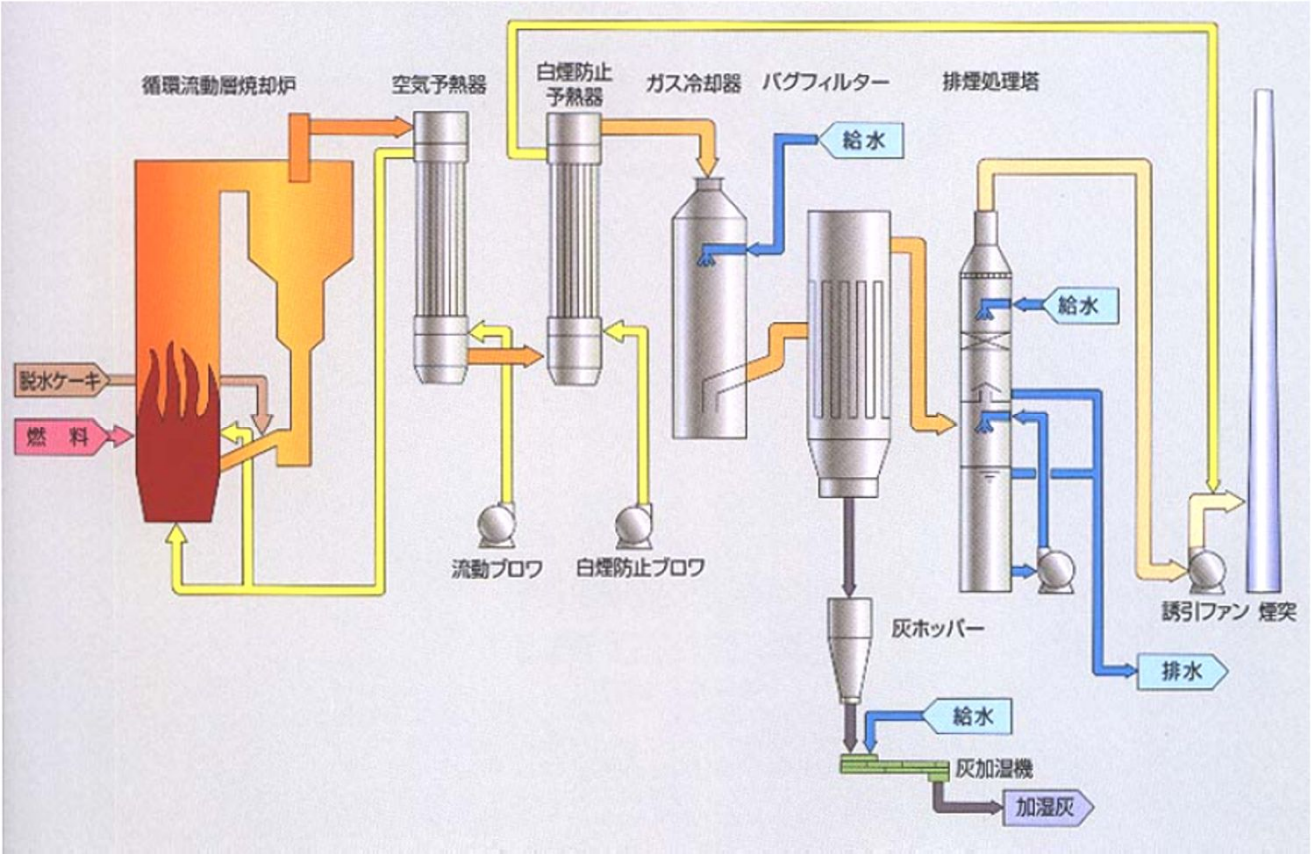 循環流動層焼却炉
空気予熱器
白煙防止
予熱器
ガス冷却器
バグフィルター
排煙処理塔
給水
給水
脱水ケーキ
燃 料
流動ブロワ
白煙防止ブロワ
誘引ファン
煙突
灰ホッパー
排水
給水
灰加湿機
加湿灰